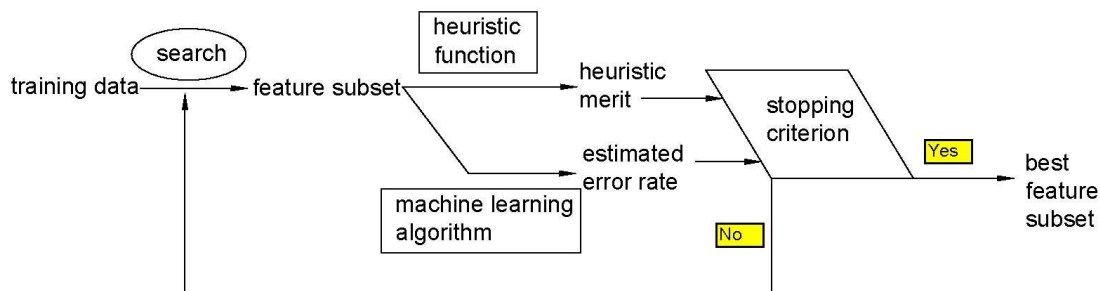 heuristic
function
search
training data
feature subset
heuristic
merit
stopping
criterion
estimated
error rate
Yes
best
feature
subset
machine learning
algorithm
No